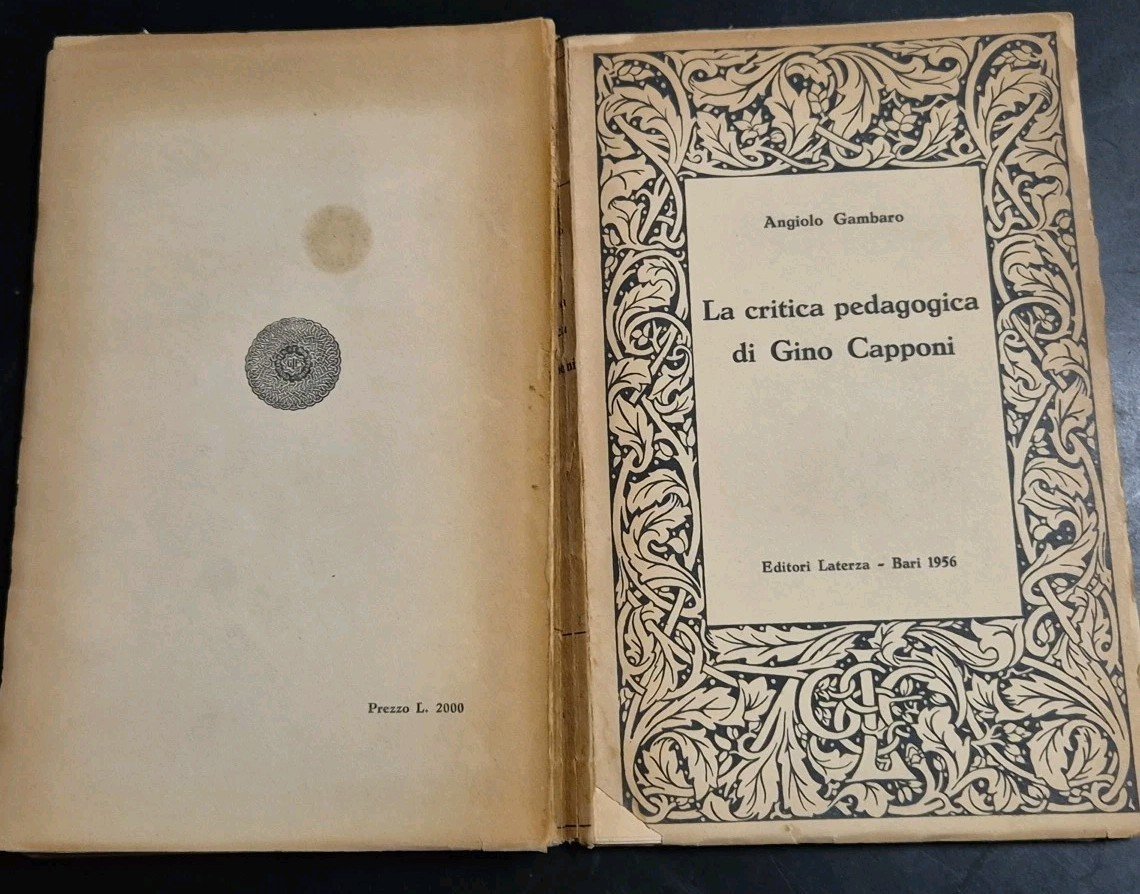 Prezzo L. 2000
Angiolo Gambaro
La critica pedagogica
di Gino Capponi
Editori Laterza - Bari 1956